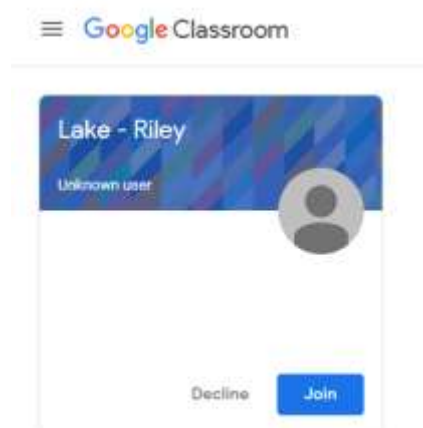 Google Classroom
Lake - Riley
Unknown user
Decline Join